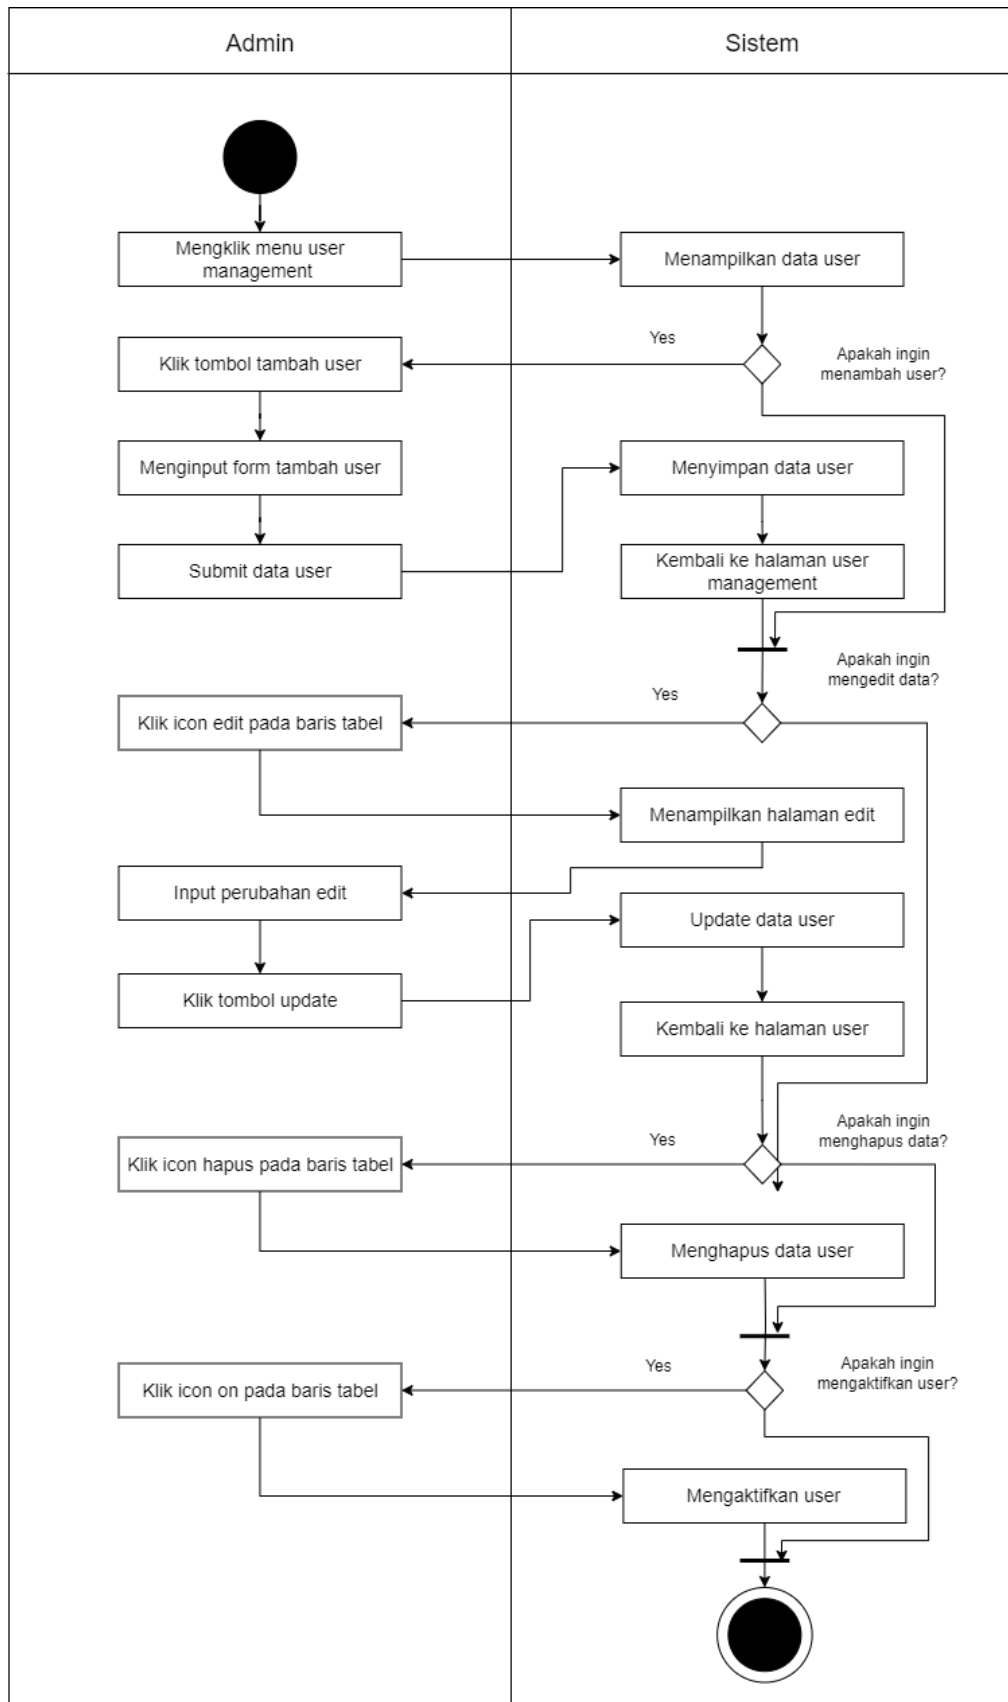 Admin
Sistem
Mengklik menu user
management
Menampilkan data user
Yes
Apakah ingin
menambah user?
Klik tombol tambah user
Menginput form tambah user
Menyimpan data user
Submit data user
Kembali ke halaman user
management
Apakah ingin
mengedit data?
Yes
Klik icon edit pada baris tabel
Menampilkan halaman edit
Input perubahan edit
Update data user
Klik tombol update
Kembali ke halaman user
Apakah ingin
menghapus data?
Yes
Klik icon hapus pada baris tabel
Menghapus data user
Yes
Apakah ingin
mengaktifkan user?
Klik icon on pada baris tabel
Mengaktifkan user